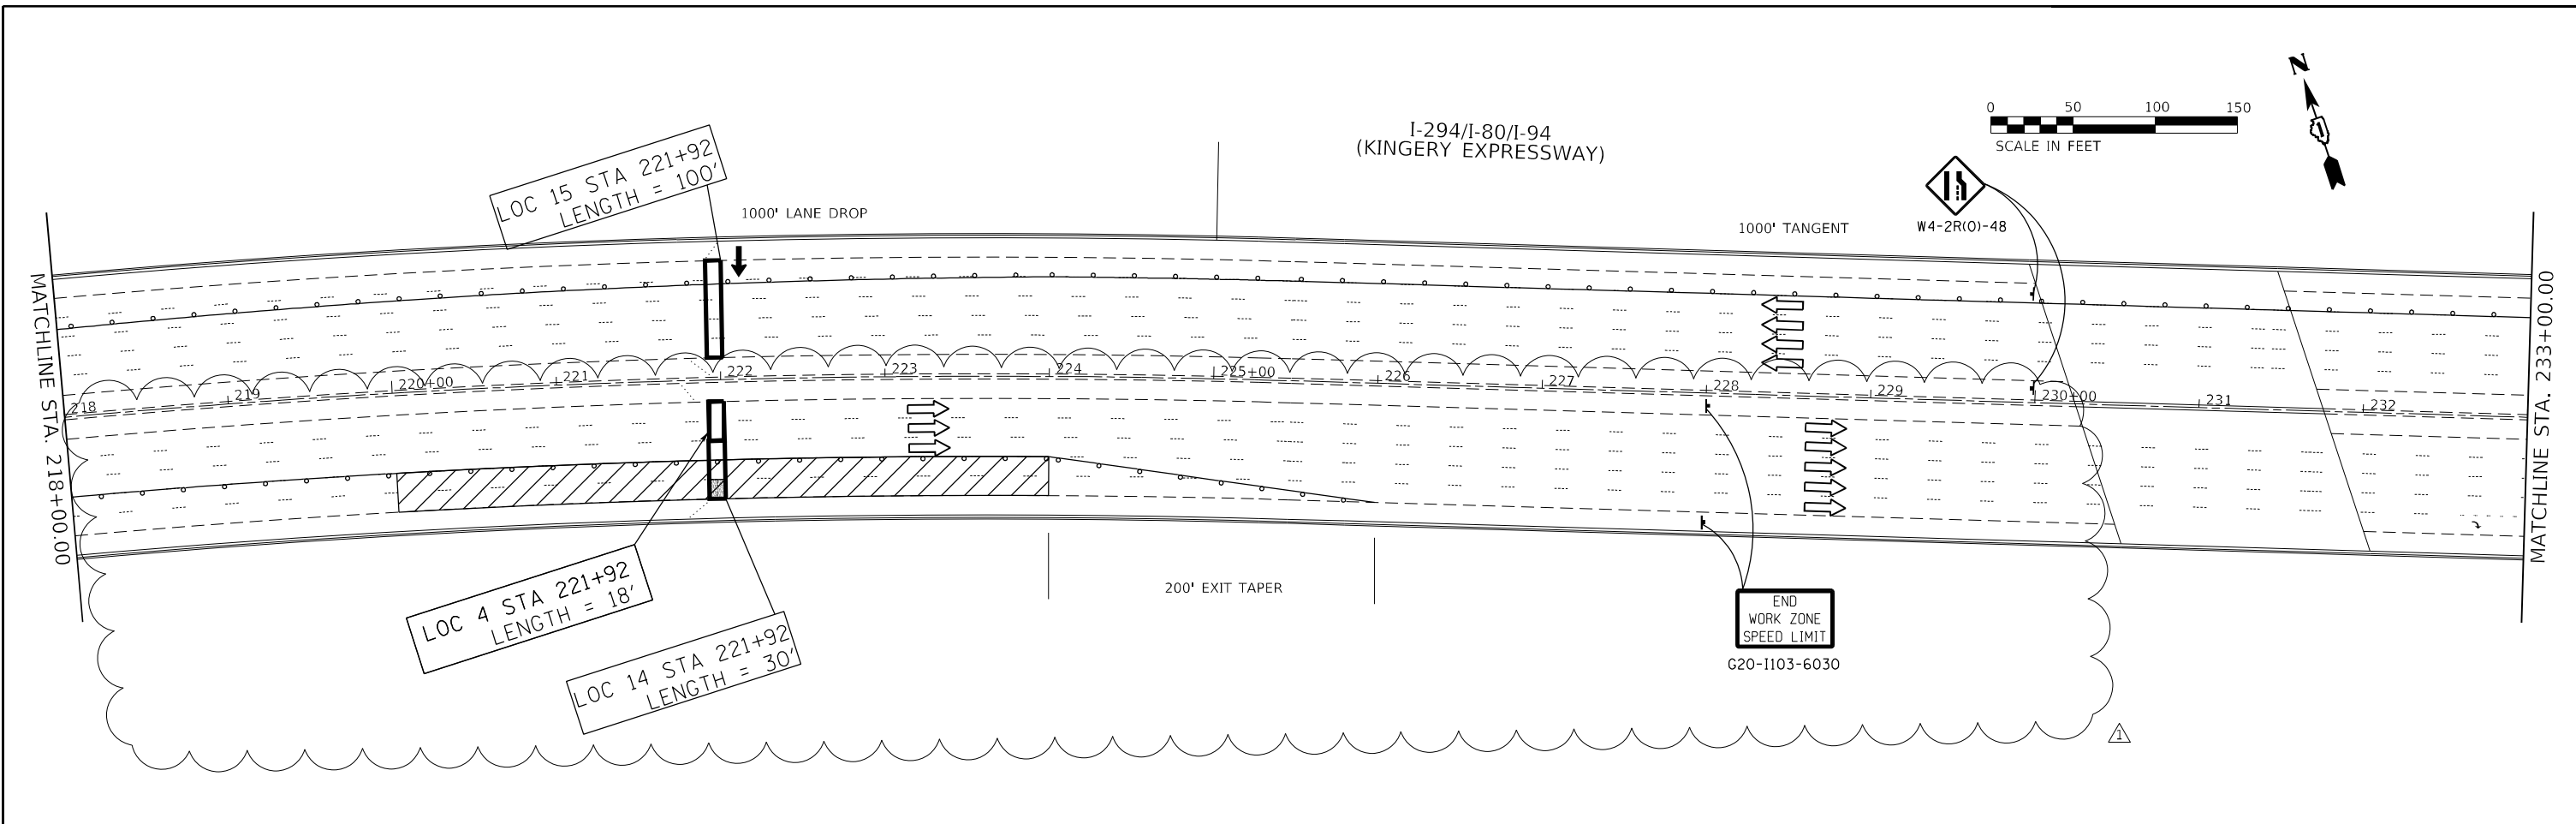 I-294/I-80/I-94
(KINGERY EXPRESSWAY)
0 50 100 150
SCALE IN FEET
N
LOC 15 STA 221+92
LENGTH = 100'
1000' LANE DROP
1000' TANGENT
W4-2R(O)-48
MATCHLINE STA. 218+00.00
218 219 220+00 221 222 223 224 225+00 226 227 228 229 230+00 231 232
MATCHLINE STA. 233+00.00
LOC 4 STA 221+92
LENGTH = 18'
LOC 14 STA 221+92
LENGTH = 30'
200' EXIT TAPER
END
WORK ZONE
SPEED LIMIT
G20-I103-6030
1